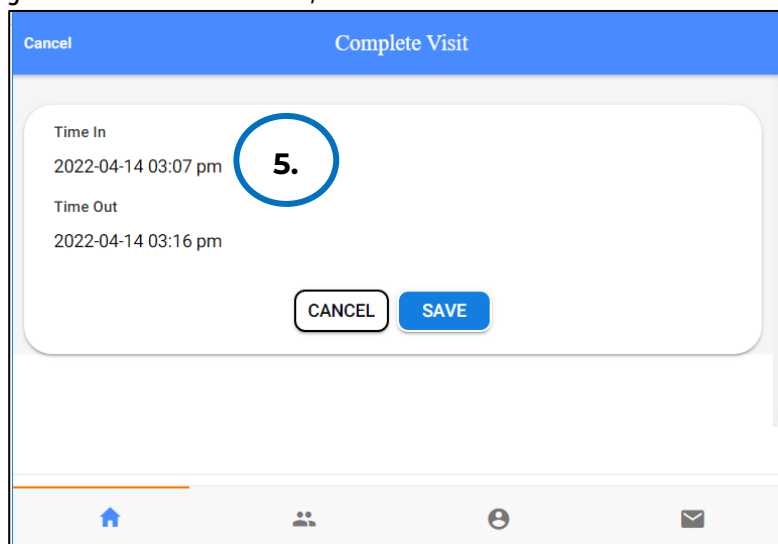 Cancel
Complete Visit
Time In
2022-04-14 03:07 pm
5.
Time Out
2022-04-14 03:16 pm
CANCEL
SAVE